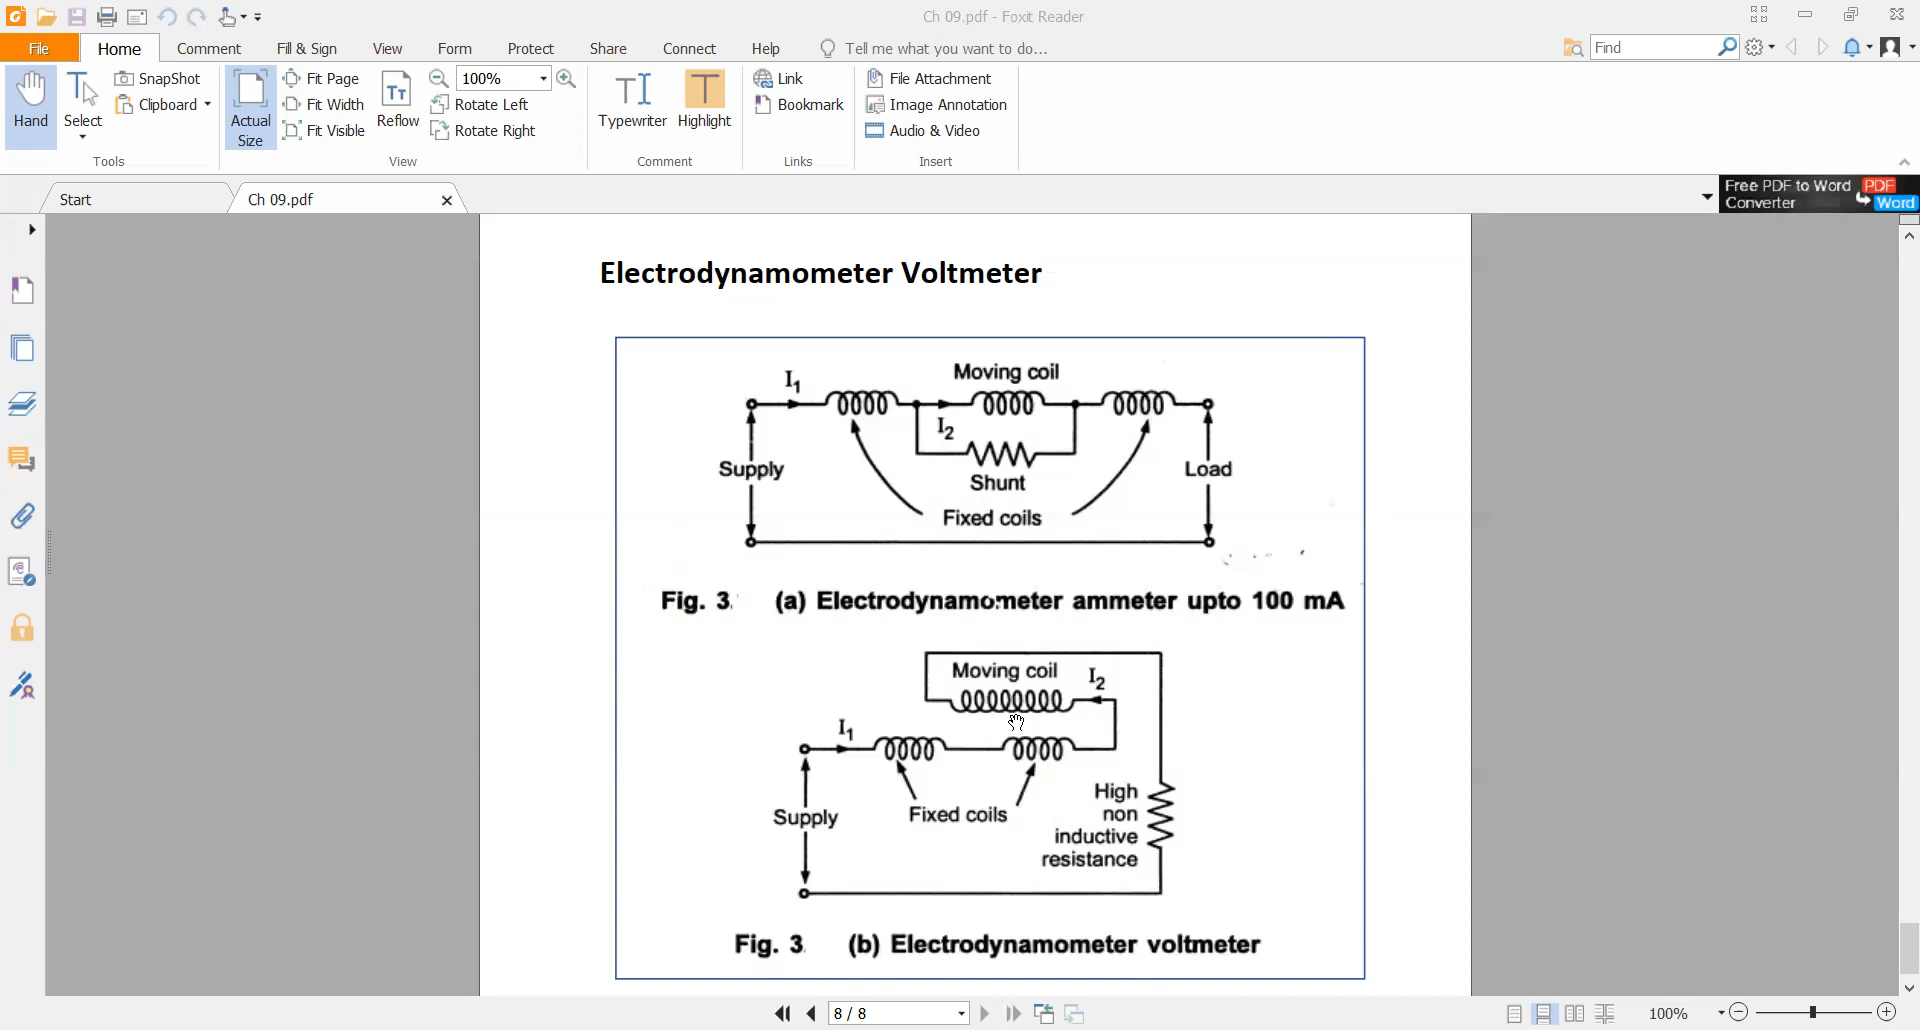 Ch 09.pdf - Foxit Reader
File Home Comment Fill & Sign View Form Protect Share Connect Help Tell me what you want to do... Find
Hand
Select
SnapShot
Clipboard
Tools
Actual
Size
Fit Page
Fit Width
Fit Visible
Reflow
100%
Rotate Left
Rotate Right
View
Typewriter
Highlight
Comment
Link
Bookmark
Links
File Attachment
Image Annotation
Audio & Video
Insert
Start
Ch 09.pdf
Free PDF to Word
Converter
PDF
Word
Electrodynamometer Voltmeter
I1
Moving coil
I2
Supply
Shunt
Load
Fixed coils
Fig. 3. (a) Electrodynamometer ammeter upto 100 mA
Moving coil
I2
I1
Supply
Fixed coils
High
non
inductive
resistance
Fig. 3 (b) Electrodynamometer voltmeter
8 / 8
100%